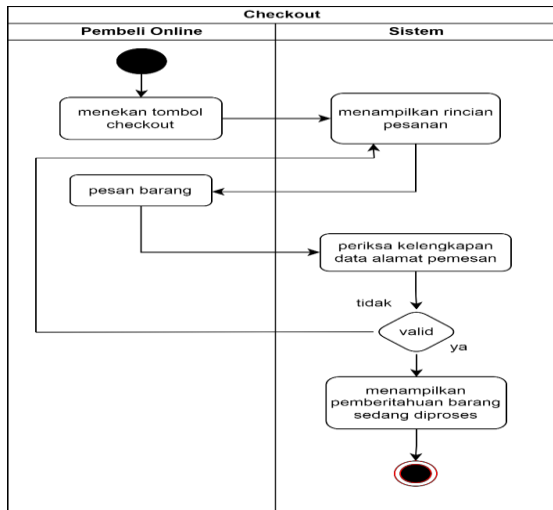 Checkout
Pembeli Online
Sistem
menekan tombol
checkout
menampilkan rincian
pesanan
pesan barang
periksa kelengkapan
data alamat pemesan
tidak
valid
ya
menampilkan
pemberitahuan barang
sedang diproses